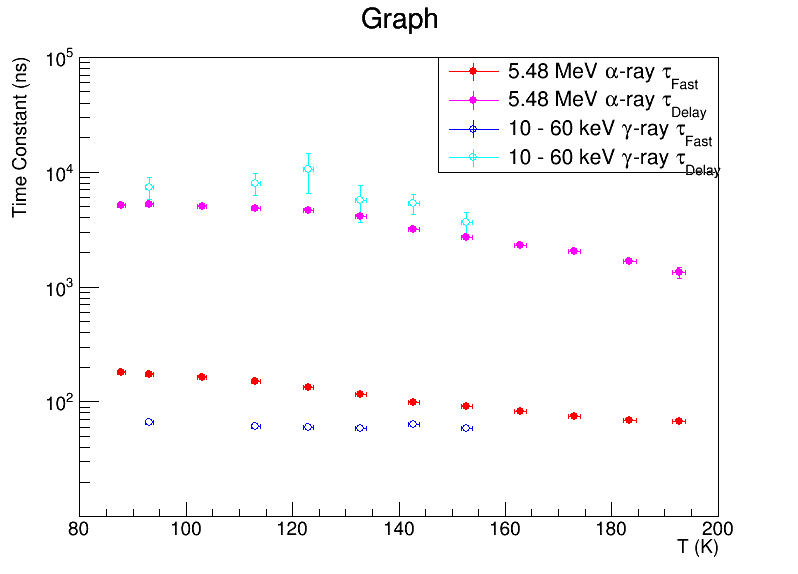 Graph
Time Constant (ns)
10^5
10^4
10^3
10^2
5.48 MeV α-ray τ_Fast
5.48 MeV α-ray τ_Delay
10 - 60 keV γ-ray τ_Fast
10 - 60 keV γ-ray τ_Delay
80 100 120 140 160 180 200
T (K)